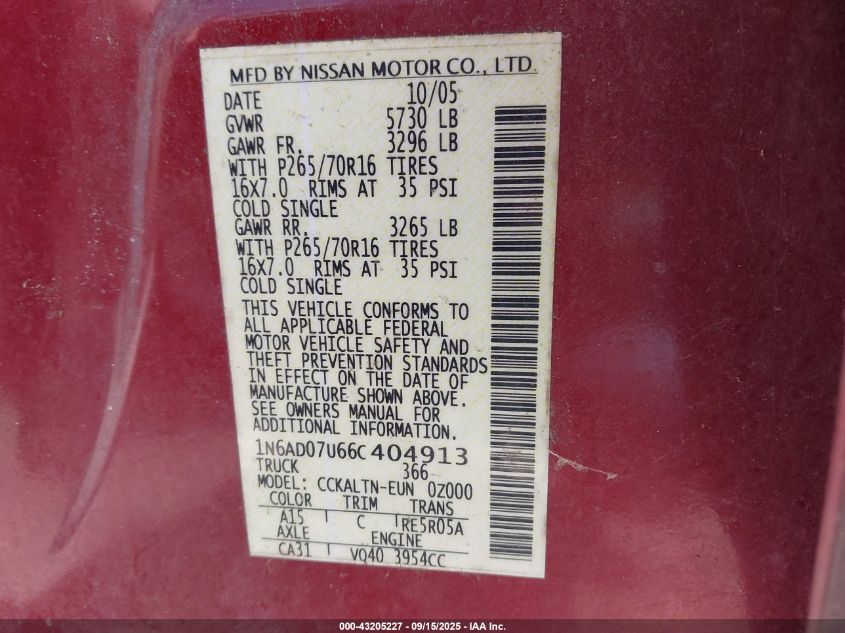 MFD BY NISSAN MOTOR CO., LTD.
DATE 10/05
GVWR 5730 LB
GAWR FR. 3296 LB
WITH P265/70R16 TIRES
16X7.0 RIMS AT 35 PSI
COLD SINGLE
GAWR RR. 3265 LB
WITH P265/70R16 TIRES
16X7.0 RIMS AT 35 PSI
COLD SINGLE
THIS VEHICLE CONFORMS TO
ALL APPLICABLE FEDERAL
MOTOR VEHICLE SAFETY AND
THEFT PREVENTION STANDARDS
IN EFFECT ON THE DATE OF
MANUFACTURE SHOWN ABOVE.
SEE OWNERS MANUAL FOR
ADDITIONAL INFORMATION.
1N6AD07U66C404913
TRUCK 366
MODEL: CCKALTN-EUN 0Z000
COLOR TRIM TRANS
A15 C RE5R05A
AXLE ENGINE
CA31 VQ40 3954CC
000-43205227 - 09/15/2025 - IAA Inc.